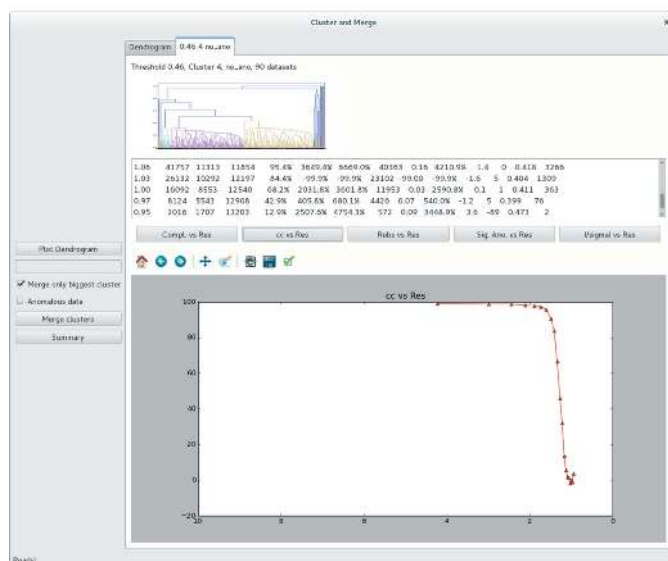 Cluster and Merge
Dendrogram 0.46 4 no_ano
Threshold 0.46, Cluster 4, no_ano, 90 datasets
1.06 41757 11313 11854 95.4% 3649.4% 6669.0% 40363 0.16 4210.9% 1.4 0 0.418 3266
1.03 26132 10292 12197 84.4% -99.9% -99.9% 23102 -99.00 -99.9% -1.6 5 0.404 1309
1.00 16092 8553 12540 68.2% 2031.8% 3601.8% 11953 0.03 2590.8% 0.1 1 0.411 363
0.97 8124 5543 12908 42.9% 405.8% 680.1% 4426 0.07 540.0% -1.2 5 0.399 76
0.95 3016 1707 13203 12.9% 2507.6% 4754.3% 572 0.09 3448.9% 3.6 -89 0.473 2
Compl. vs Res cc vs Res Robs vs Res Sig. Ano. vs Res I/sigmaI vs Res
Plot Dendrogram
Merge only biggest cluster
Anomalous data
Merge clusters
Summary
cc vs Res
100
80
60
40
20
0
-20
10 8 6 4 2 0
Ready!